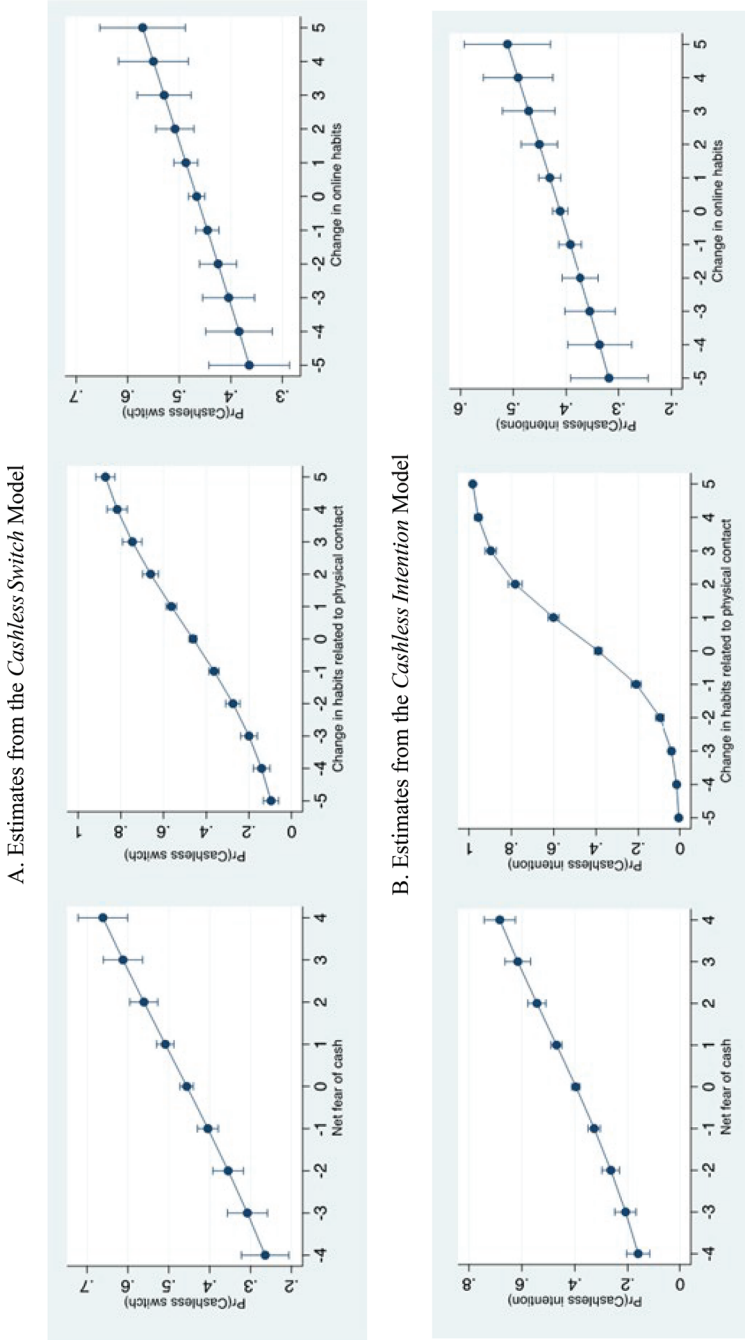 A. Estimates from the Cashless Switch Model
Pr(Cashless switch)
.7
.6
.5
.4
.3
.2
-4 -3 -2 -1 0 1 2 3 4
Net fear of cash
Pr(Cashless switch)
1
.8
.6
.4
.2
0
-5 -4 -3 -2 -1 0 1 2 3 4 5
Change in habits related to physical contact
Pr(Cashless switch)
.7
.6
.5
.4
.3
-5 -4 -3 -2 -1 0 1 2 3 4 5
Change in online habits
B. Estimates from the Cashless Intention Model
Pr(Cashless intention)
.8
.6
.4
.2
0
-4 -3 -2 -1 0 1 2 3 4
Net fear of cash
Pr(Cashless intention)
1
.8
.6
.4
.2
0
-5 -4 -3 -2 -1 0 1 2 3 4 5
Change in habits related to physical contact
Pr(Cashless intentions)
.6
.5
.4
.3
.2
-5 -4 -3 -2 -1 0 1 2 3 4 5
Change in online habits